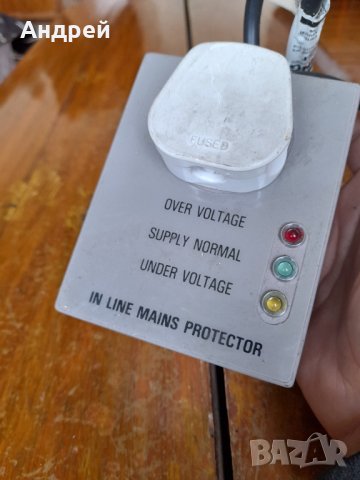 Андрей
FUSED
OVER VOLTAGE
SUPPLY NORMAL
UNDER VOLTAGE
IN LINE MAINS PROTECTOR
BAZAR